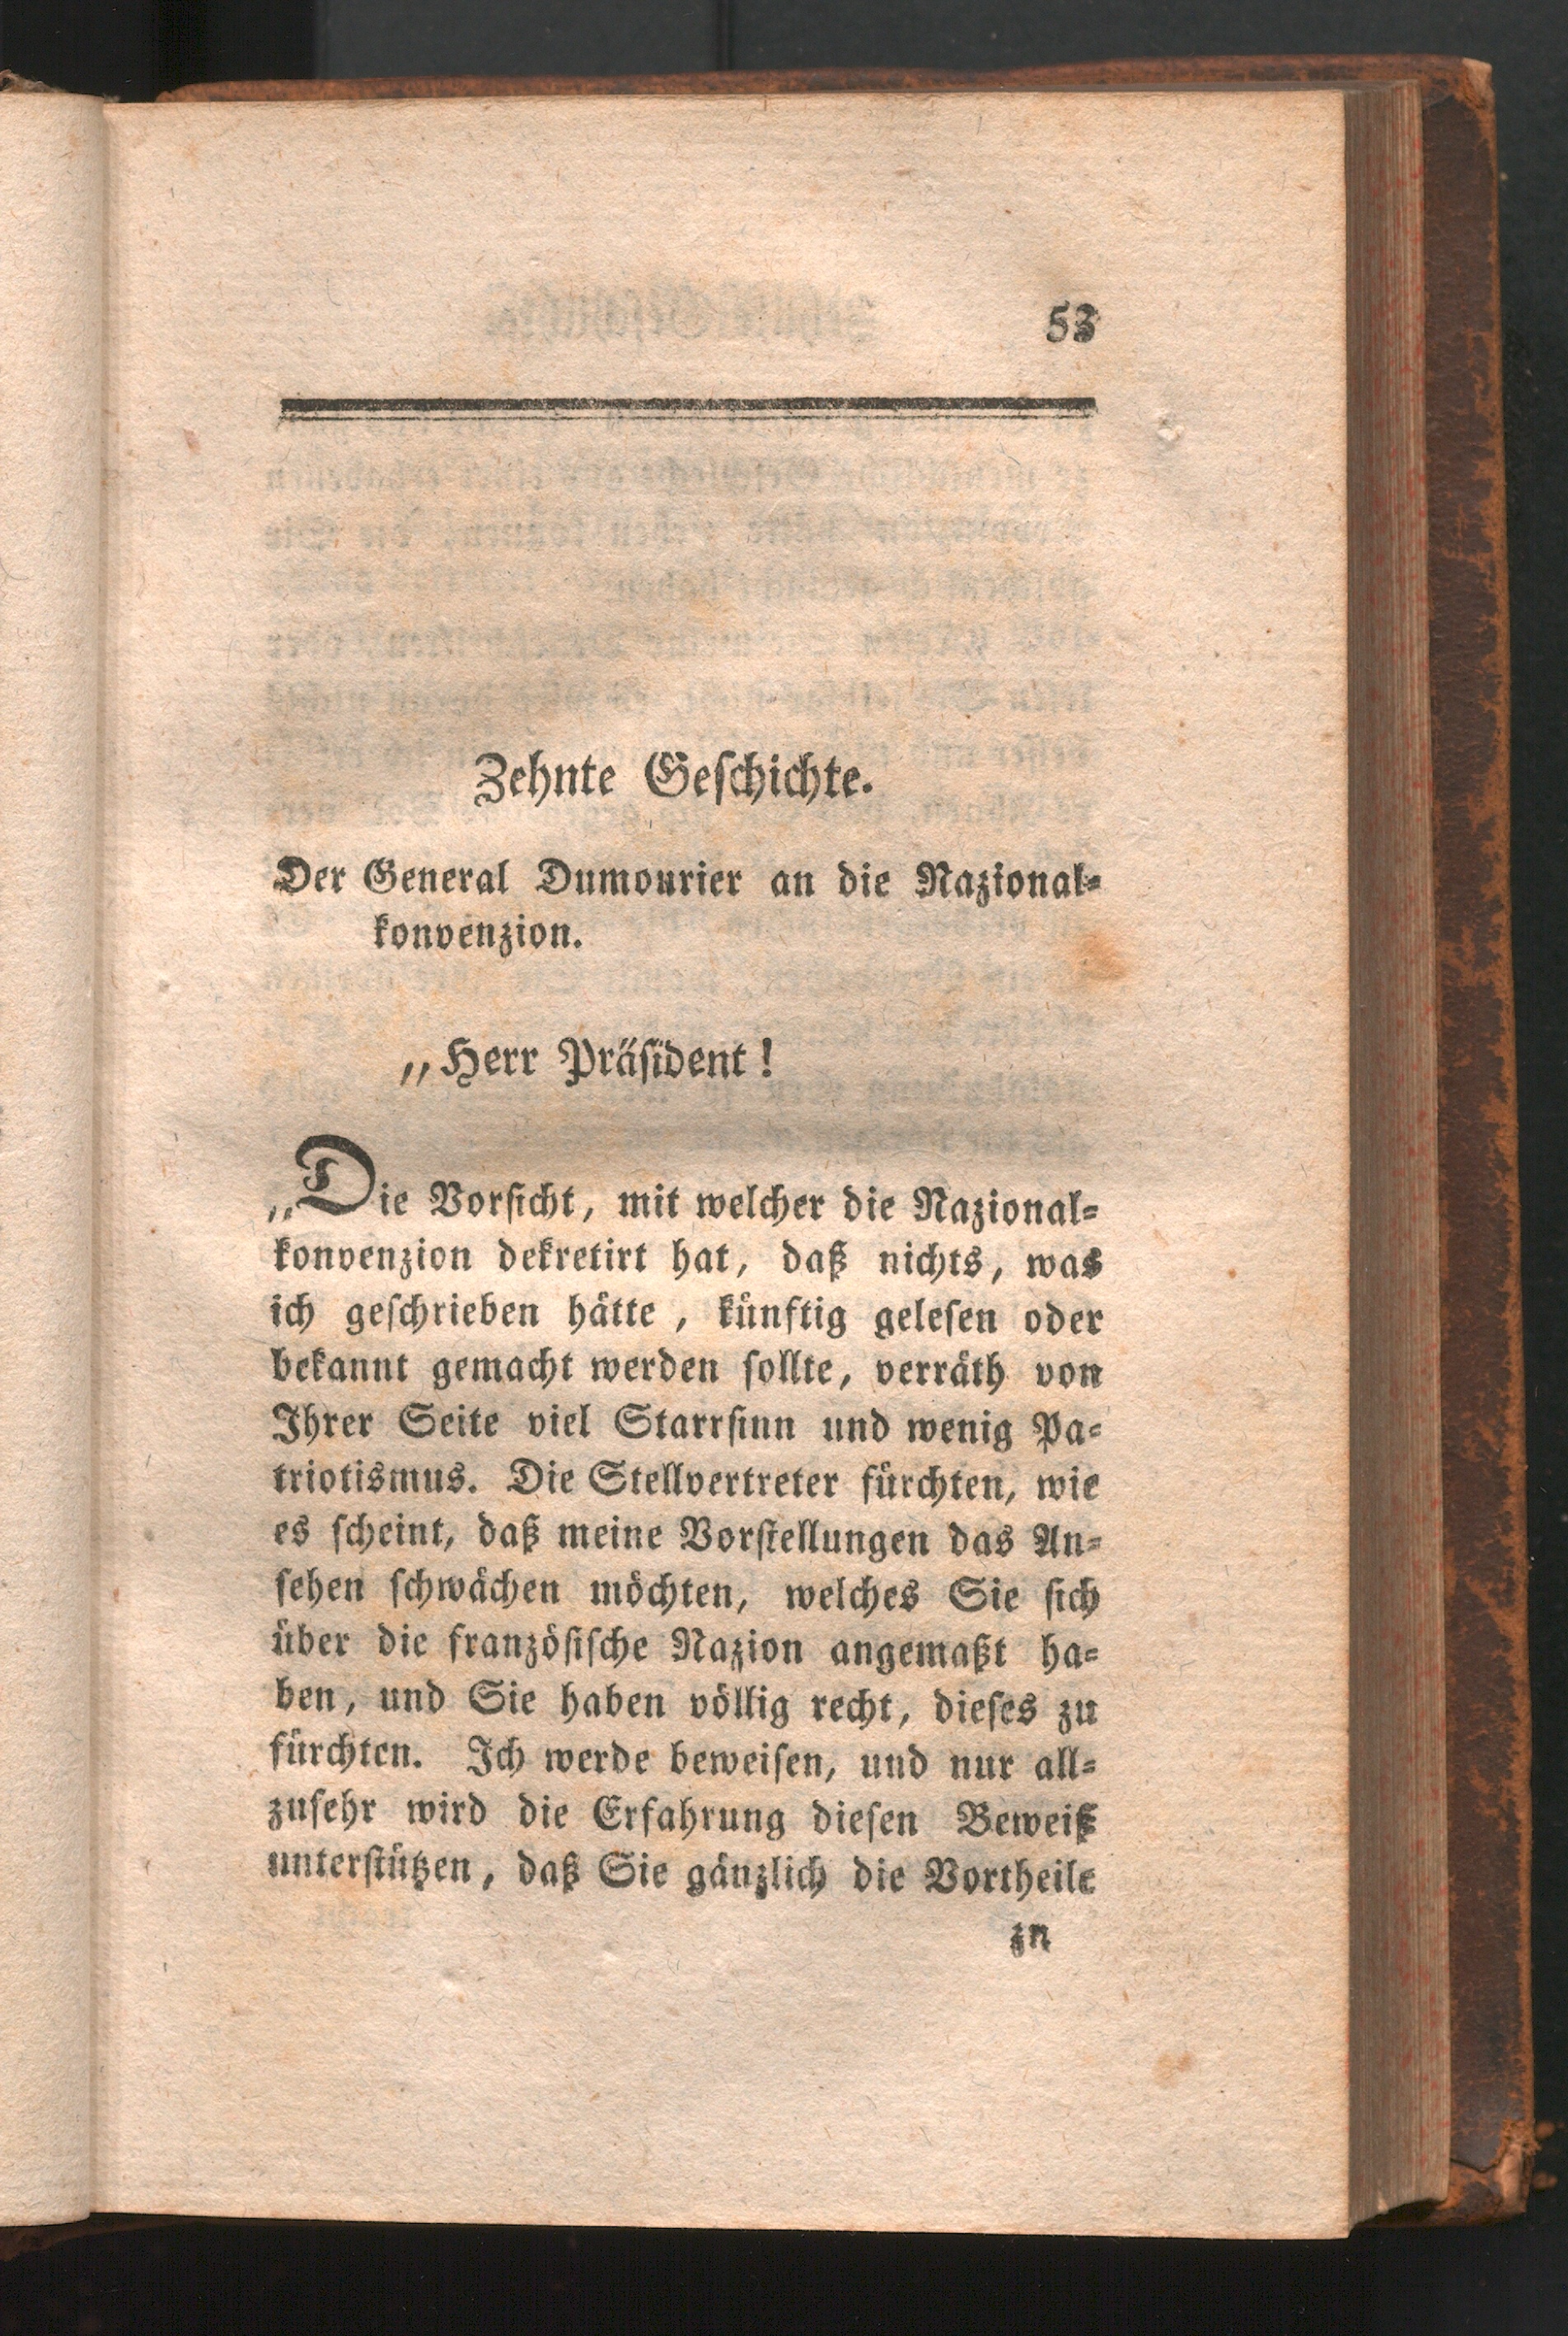 53
Zehnte Geſchichte.
Der General Dumourier an die Nazional⸗
konvenzion.
„Herr Präſident!
„Die Vorſicht, mit welcher die Nazional⸗
konvenzion dekretirt hat, daß nichts, was
ich geſchrieben hätte, künftig geleſen oder
bekannt gemacht werden ſollte, verräth von
Ihrer Seite viel Starrſinn und wenig Pa⸗
triotismus. Die Stellvertreter fürchten, wie
es ſcheint, daß meine Vorſtellungen das An⸗
ſehen ſchwächen möchten, welches Sie ſich
über die franzöſiſche Nazion angemaßt ha⸗
ben, und Sie haben völlig recht, dieſes zu
fürchten. Ich werde beweiſen, und nur all⸗
zuſehr wird die Erfahrung dieſen Beweiß
unterſtützen, daß Sie gänzlich die Vortheile
zn